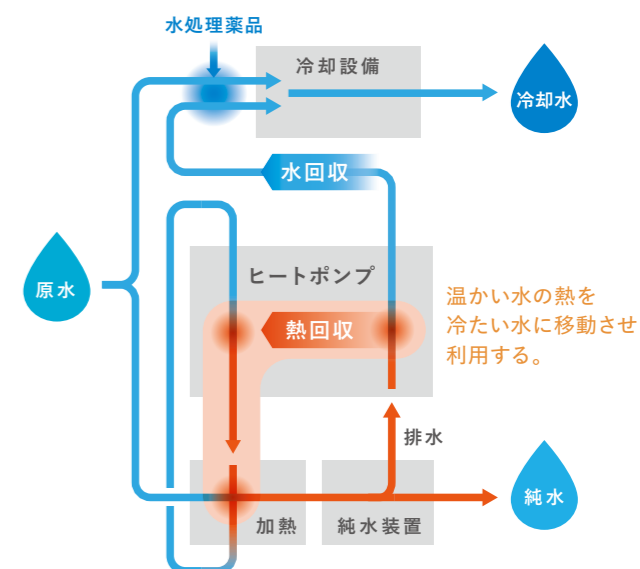 水処理薬品
冷却設備
冷却水
水回収
ヒートポンプ
原水
熱回収
温かい水の熱を
冷たい水に移動させ
利用する。
排水
加熱
純水装置
純水